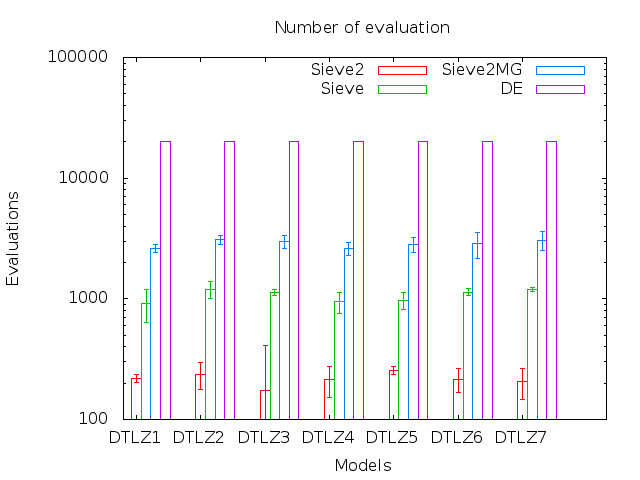 Number of evaluation
100000
10000
1000
100
Evaluations
Sieve2
Sieve
Sieve2MG
DE
DTLZ1 DTLZ2 DTLZ3 DTLZ4 DTLZ5 DTLZ6 DTLZ7
Models